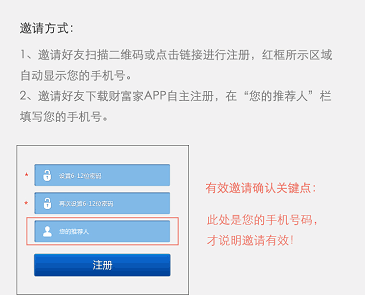 邀请方式：
1、邀请好友扫描二维码或点击链接进行注册，红框所示区域
自动显示您的手机号。
2、邀请好友下载财富家APP自主注册，在“您的推荐人”栏
填写您的手机号。
* 设置6-12位密码
* 再次设置6-12位密码
您的推荐人
注册
有效邀请确认关键点：
此处是您的手机号码，
才说明邀请有效！